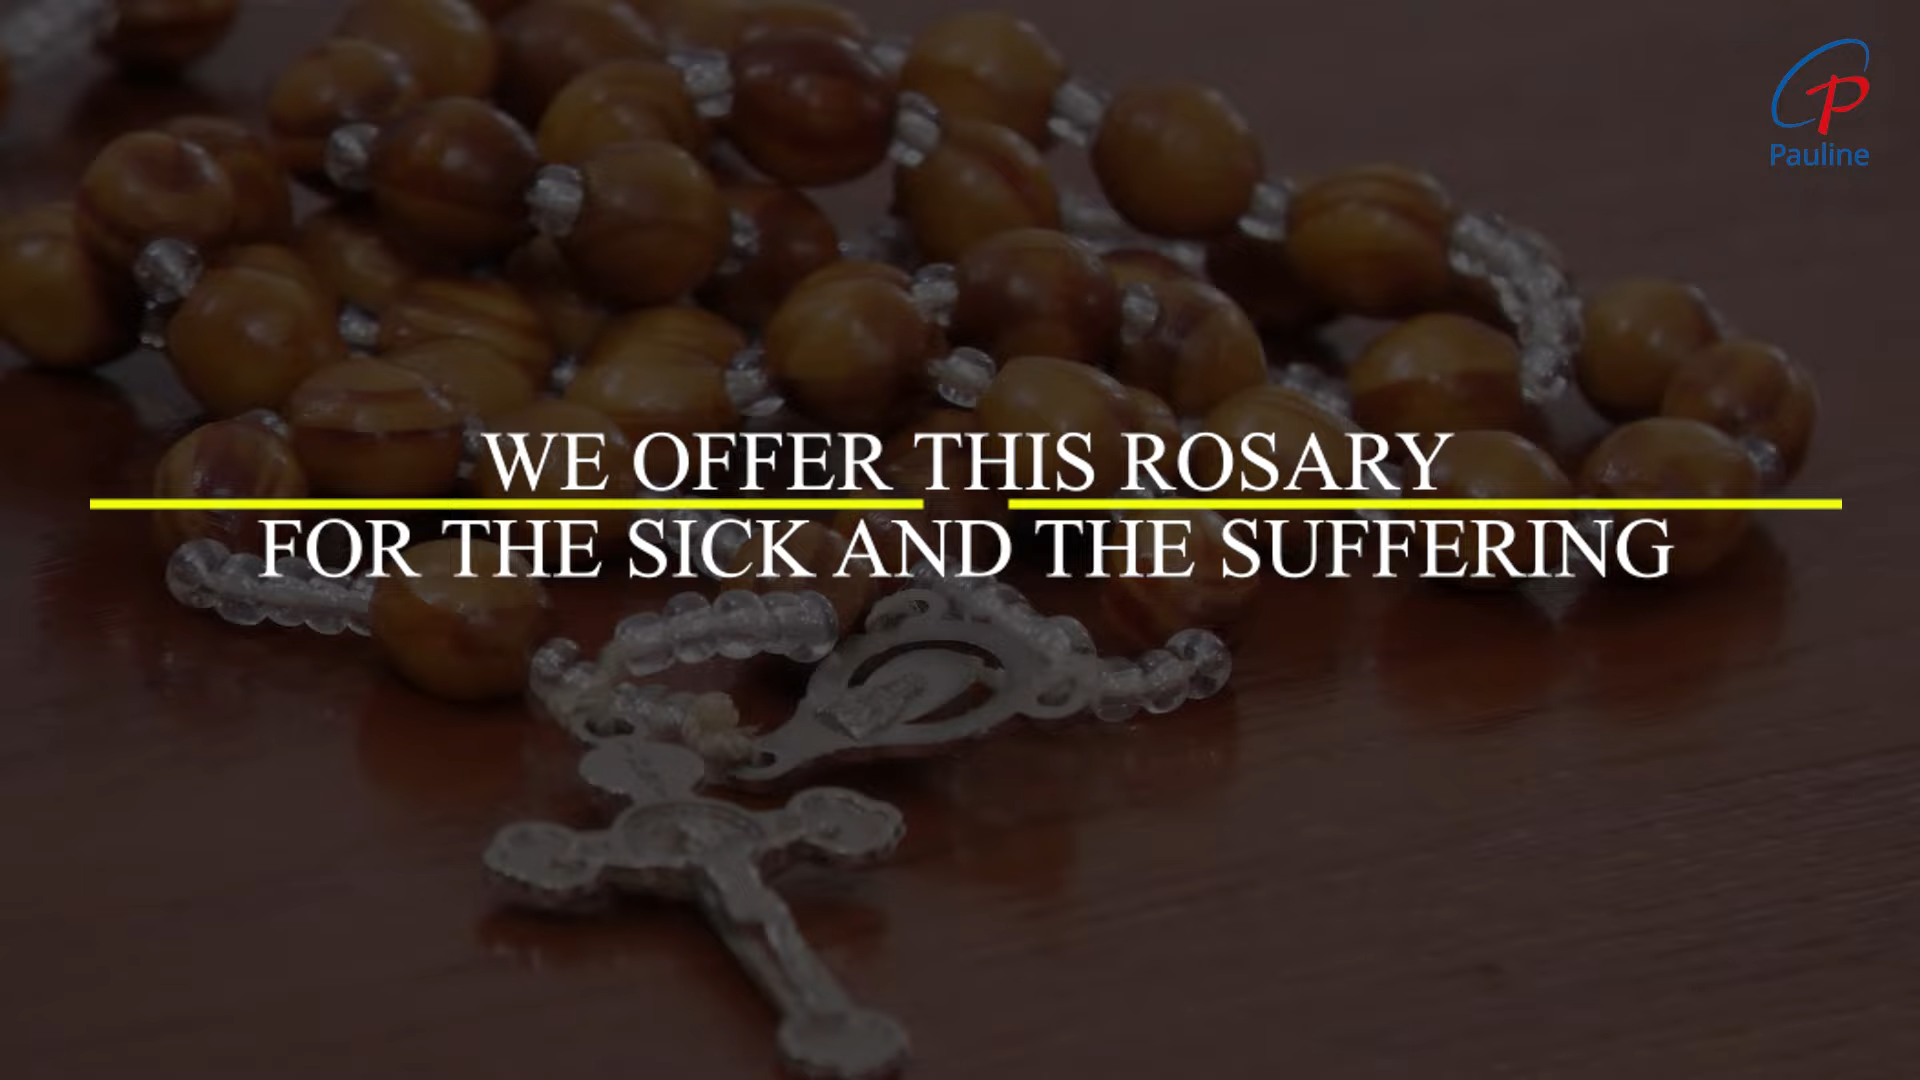 Pauline
WE OFFER THIS ROSARY
FOR THE SICK AND THE SUFFERING